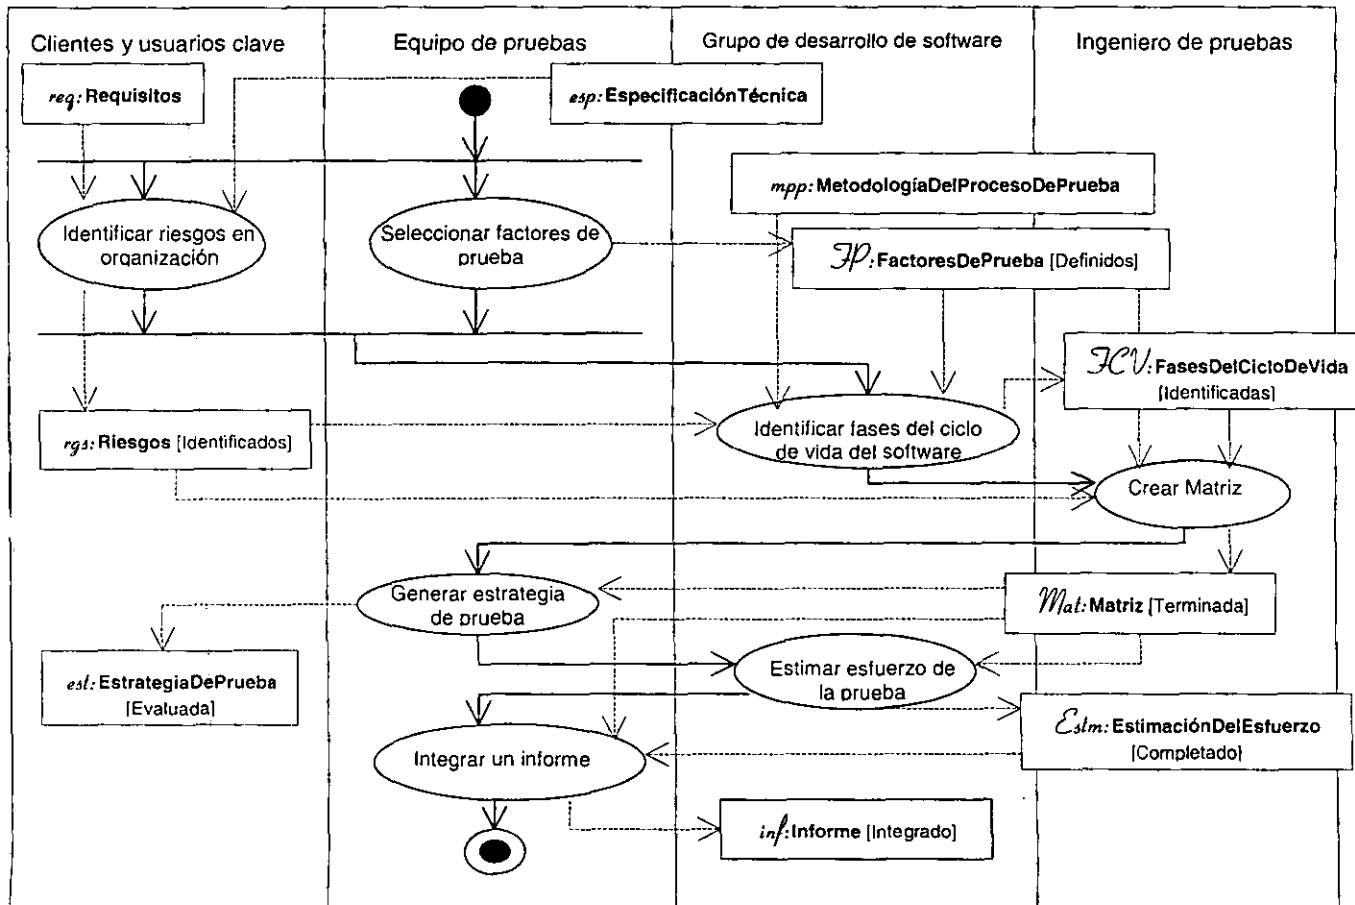 Clientes y usuarios clave
Equipo de pruebas
Grupo de desarrollo de software
Ingeniero de pruebas
req: Requisitos
esp: EspecificaciónTécnica
mpp: MetodologíaDelProcesoDePrueba
Identificar riesgos en
organización
Seleccionar factores de
prueba
FP: FactoresDePrueba [Definidos]
FCV: FasesDelCicloDeVida
[Identificadas]
rgs: Riesgos [Identificados]
Identificar fases del ciclo
de vida del software
Crear Matriz
Generar estrategia
de prueba
Mat: Matriz [Terminada]
est: EstrategiaDePrueba
[Evaluada]
Estimar esfuerzo de
la prueba
Estm: EstimaciónDelEsfuerzo
[Completado]
Integrar un informe
inf: Informe [Integrado]